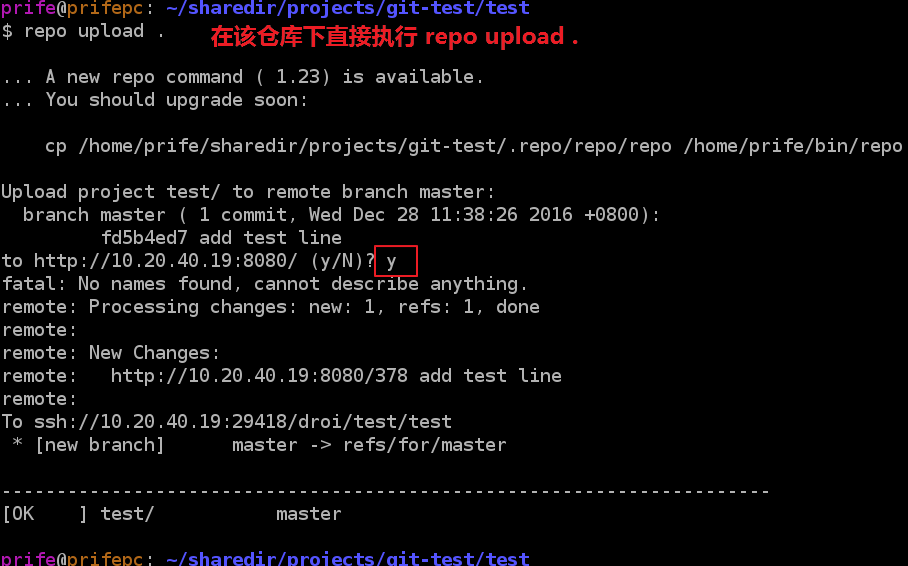 prife@prifepc: ~/sharedir/projects/git-test/test
$ repo upload . 在该仓库下直接执行 repo upload .
... A new repo command ( 1.23) is available.
... You should upgrade soon:
cp /home/prife/sharedir/projects/git-test/.repo/repo/repo /home/prife/bin/repo
Upload project test/ to remote branch master:
branch master ( 1 commit, Wed Dec 28 11:38:26 2016 +0800):
fd5b4ed7 add test line
to http://10.20.40.19:8080/ (y/N)? y
fatal: No names found, cannot describe anything.
remote: Processing changes: new: 1, refs: 1, done
remote:
remote: New Changes:
remote:   http://10.20.40.19:8080/378 add test line
remote:
To ssh://10.20.40.19:29418/droi/test/test
* [new branch]      master -> refs/for/master
----------------------------------------------------------------------
[OK    ] test/           master
prife@prifepc: ~/sharedir/projects/git-test/test